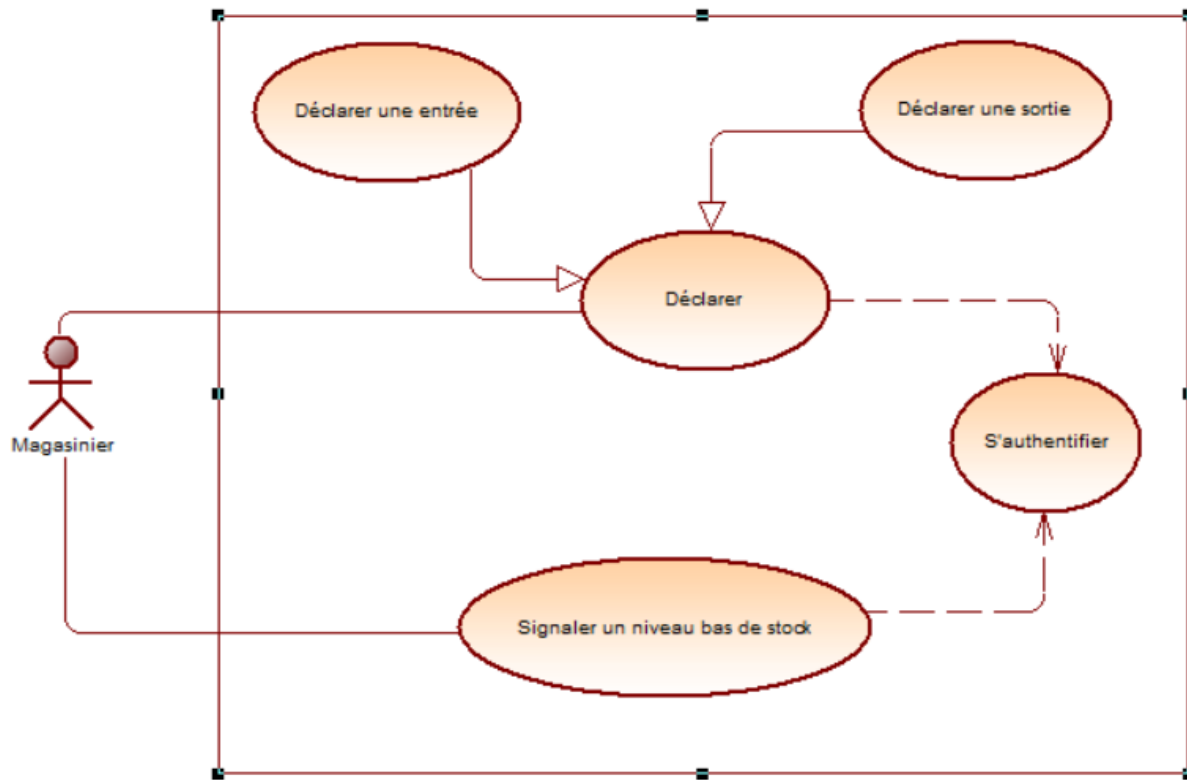 Déclarer une entrée
Déclarer une sortie
Déclarer
Magasinier
S'authentifier
Signaler un niveau bas de stock